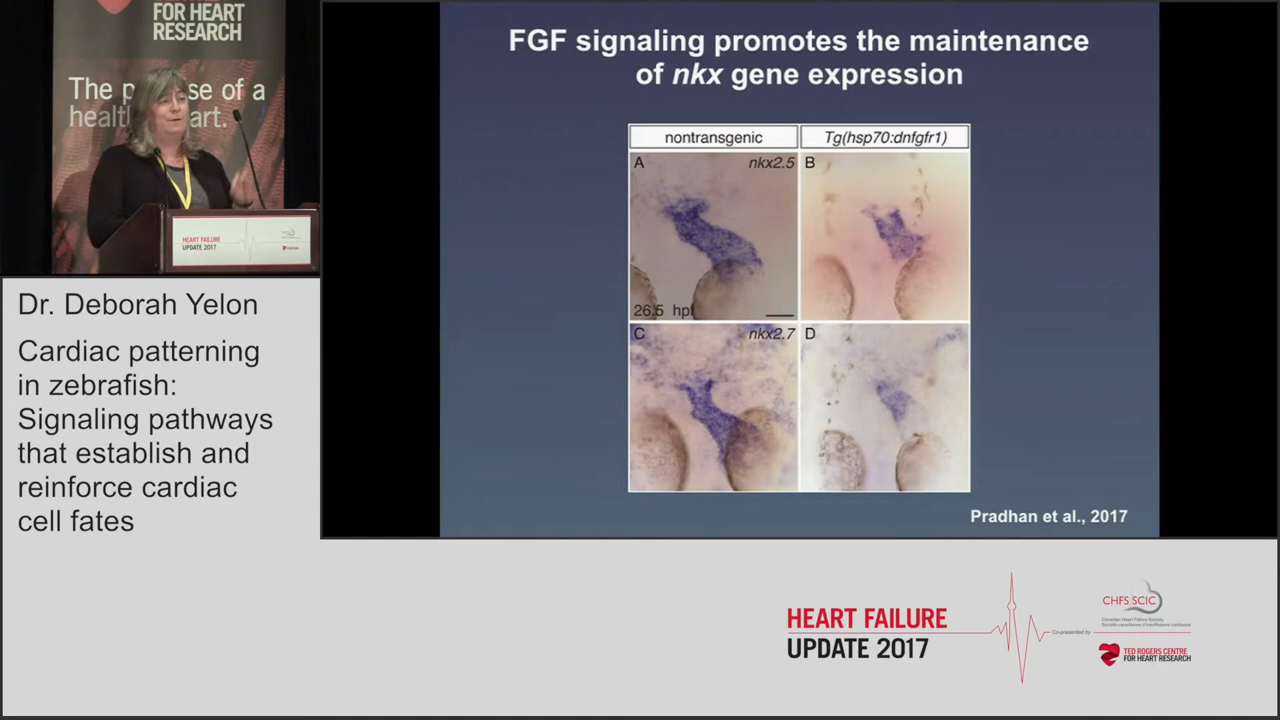 FOR HEART
RESEARCH
The p se of a
healt art.
HEART FAILURE
UPDATE 2017
Dr. Deborah Yelon
Cardiac patterning
in zebrafish:
Signaling pathways
that establish and
reinforce cardiac
cell fates
FGF signaling promotes the maintenance
of nkx gene expression
nontransgenic
Tg(hsp70:dnfgfr1)
A
nkx2.5
B
26.5 hpf
C
nkx2.7
D
Pradhan et al., 2017
HEART FAILURE
UPDATE 2017
Co-presented by
CHFS/SCIC
Canadian Heart Failure Society
Société canadienne d'insuffisance cardiaque
TED ROGERS CENTRE
FOR HEART RESEARCH